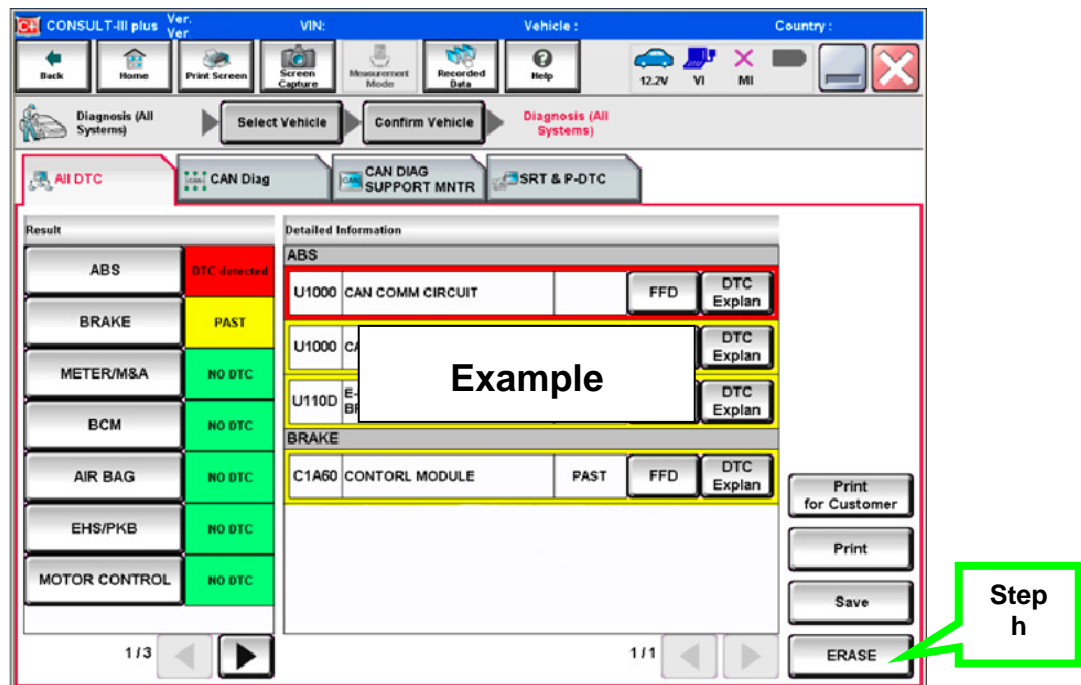 CONSULT-III plus Ver. VIN: Vehicle : Country :
Ver
Back Home Print Screen Screen Capture Measurement Mode Recorded Data Help 12.2V VI MI
Diagnosis (All Systems) Select Vehicle Confirm Vehicle Diagnosis (All Systems)
All DTC CAN Diag CAN DIAG SUPPORT MNTR SRT & P-DTC
Result
ABS DTC detected
BRAKE PAST
METER/M&A NO DTC
BCM NO DTC
AIR BAG NO DTC
EHS/PKB NO DTC
MOTOR CONTROL NO DTC
1/3
Detailed Information
ABS
U1000 CAN COMM CIRCUIT FFD DTC Explan
U1000 DTC Explan
U110D DTC Explan
Example
BRAKE
C1A60 CONTORL MODULE PAST FFD DTC Explan
1/1
Print for Customer
Print
Save
ERASE
Step
h